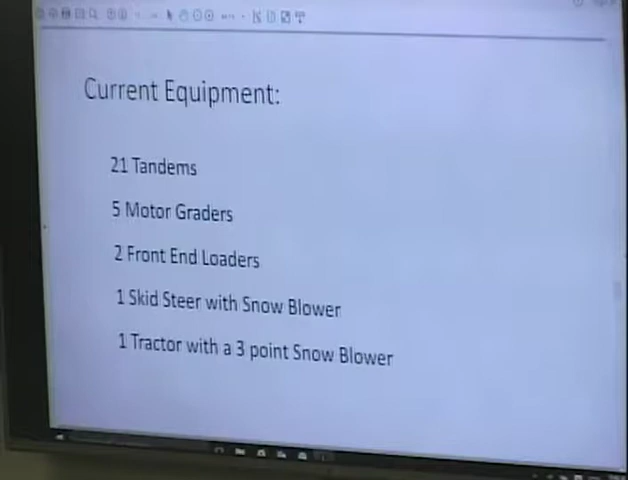 Current Equipment:
21 Tandems
5 Motor Graders
2 Front End Loaders
1 Skid Steer with Snow Blower
1 Tractor with a 3 point Snow Blower